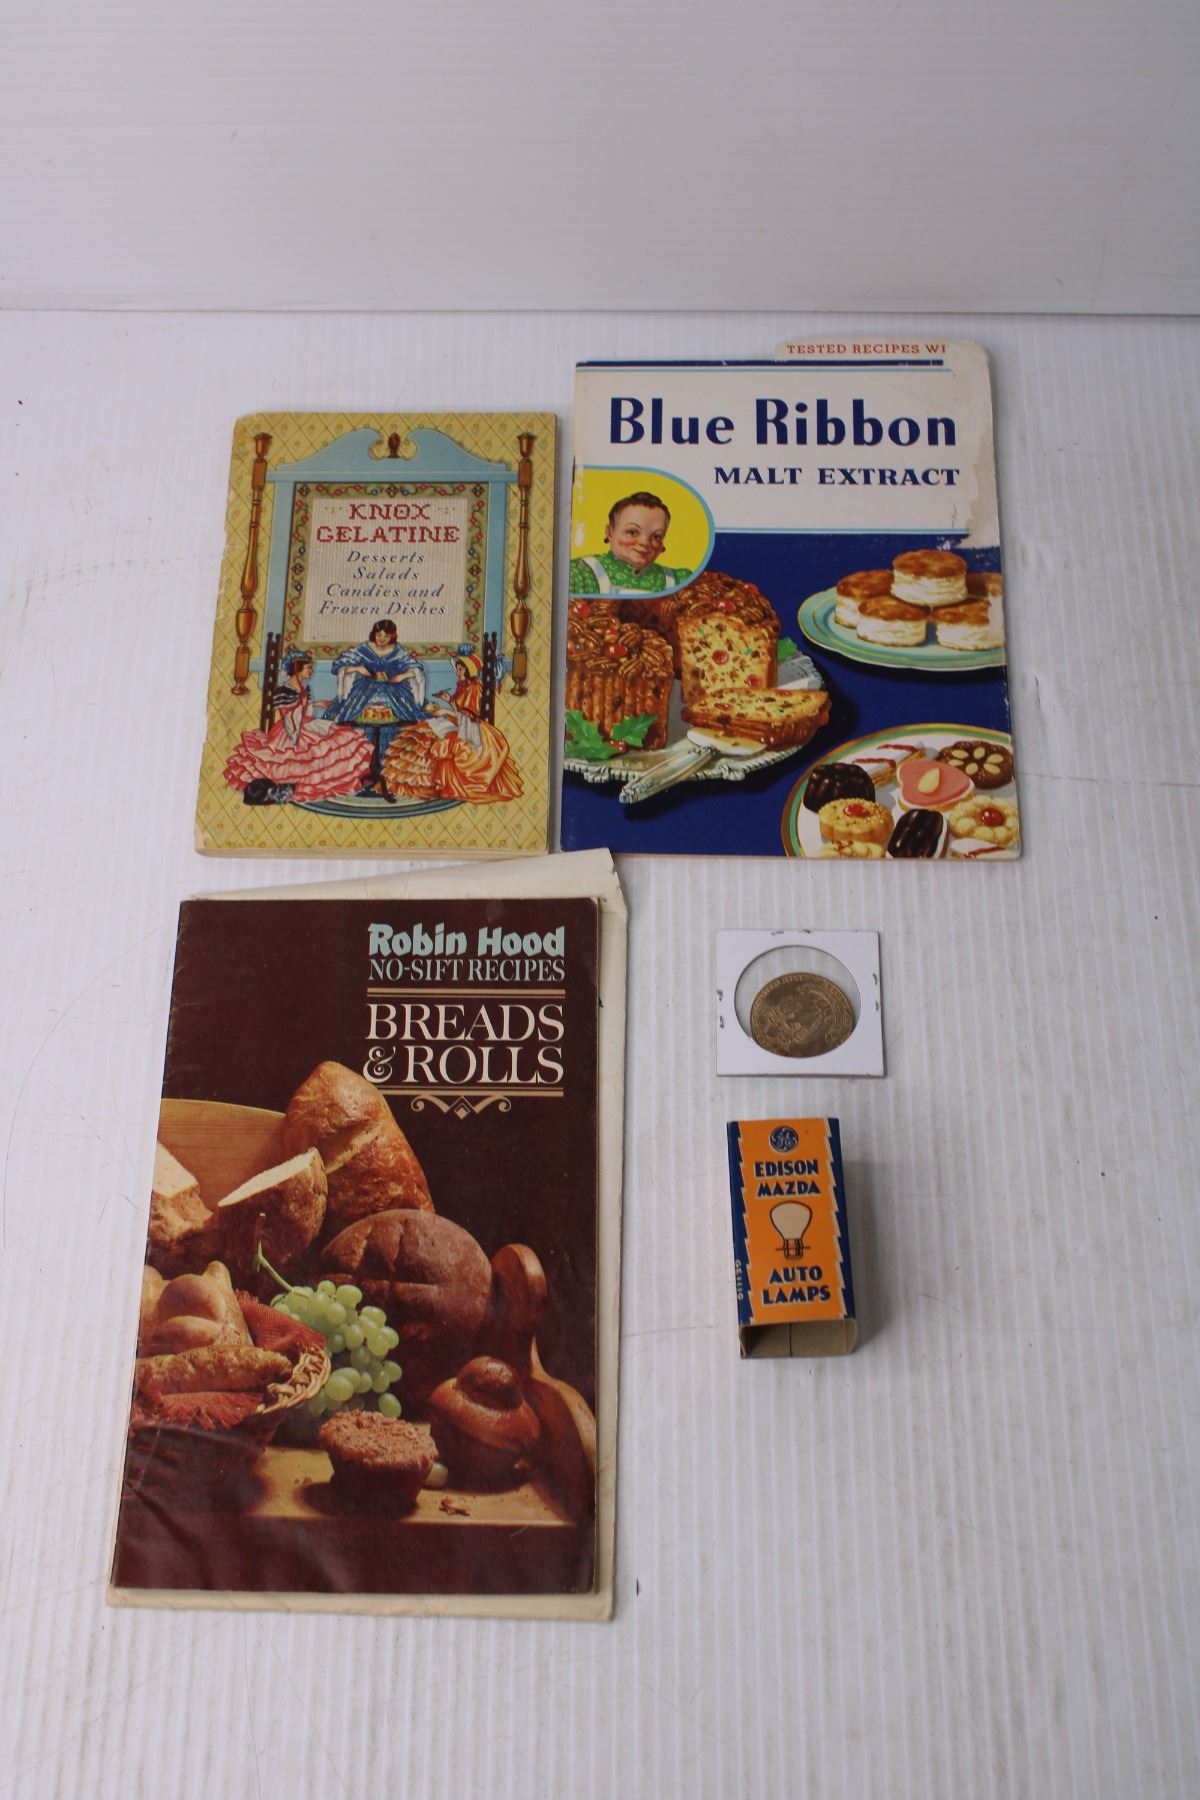 TESTED RECIPES WI
Blue Ribbon
MALT EXTRACT
KNOX
GELATINE
Desserts
Salads
Candies and
Frozen Dishes
Robin Hood
NO-SIFT RECIPES
BREADS
& ROLLS
GE
EDISON
MAZDA
AUTO
LAMPS